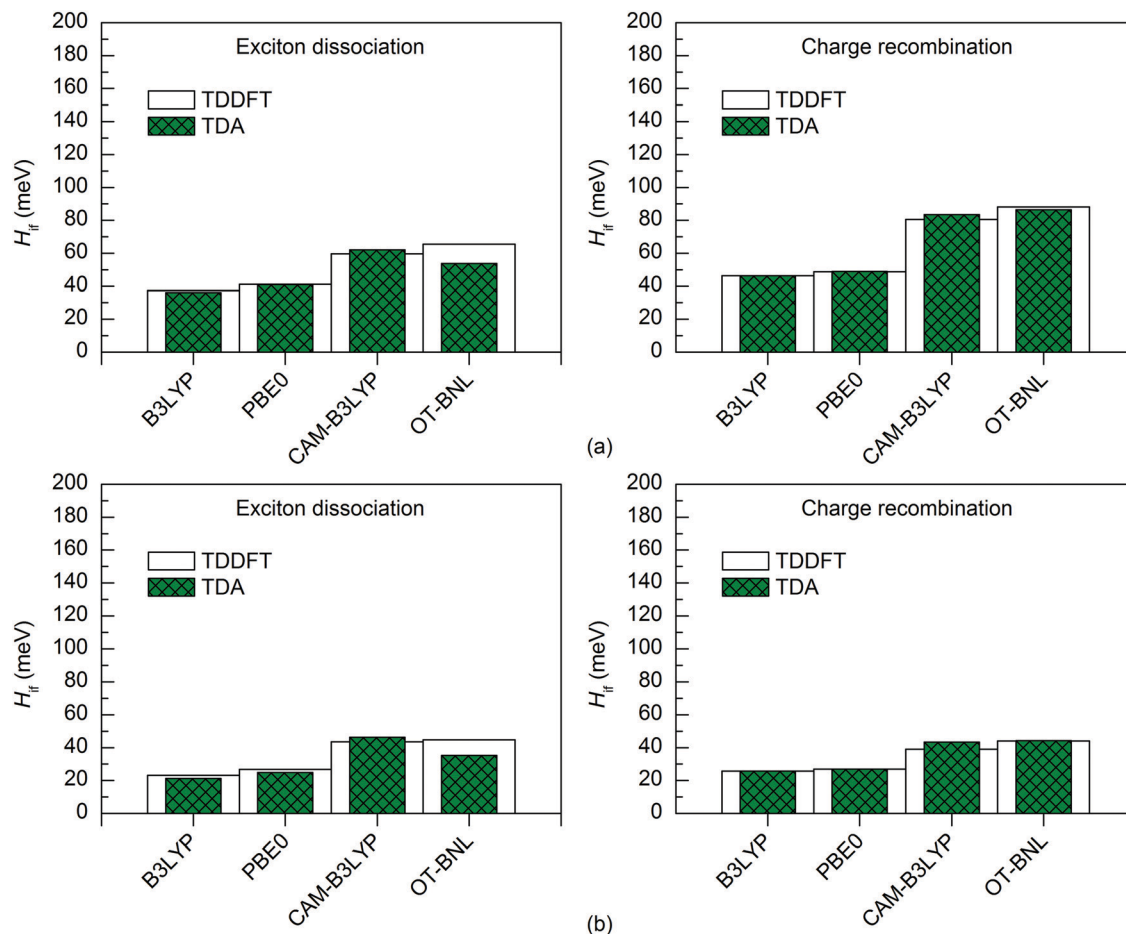 Exciton dissociation
TDDFT
TDA
H_if (meV)
200
180
160
140
120
100
80
60
40
20
0
B3LYP
PBE0
CAM-B3LYP
OT-BNL
Charge recombination
TDDFT
TDA
H_if (meV)
200
180
160
140
120
100
80
60
40
20
0
B3LYP
PBE0
CAM-B3LYP
OT-BNL
(a)
Exciton dissociation
TDDFT
TDA
H_if (meV)
200
180
160
140
120
100
80
60
40
20
0
B3LYP
PBE0
CAM-B3LYP
OT-BNL
Charge recombination
TDDFT
TDA
H_if (meV)
200
180
160
140
120
100
80
60
40
20
0
B3LYP
PBE0
CAM-B3LYP
OT-BNL
(b)